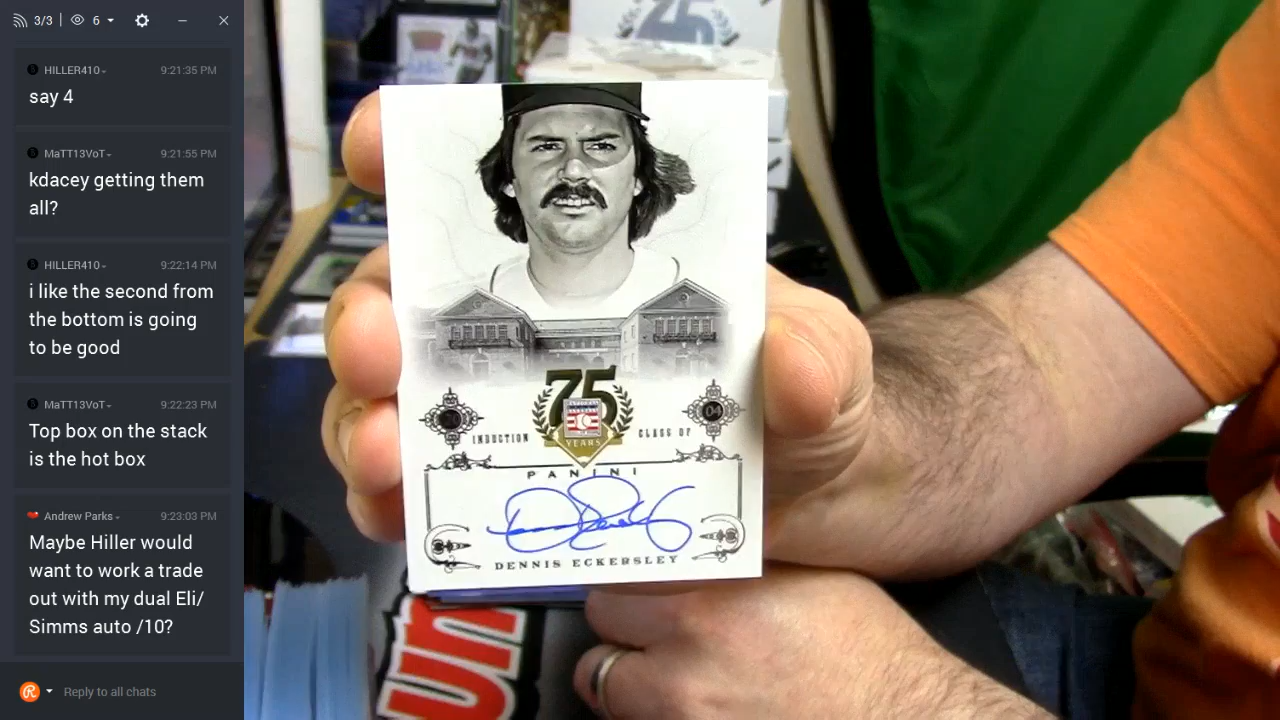 3/3
6
HILLER410
9:21:35 PM
say 4
MaTT13VoT
9:21:55 PM
kdacey getting them
all?
HILLER410
9:22:14 PM
i like the second from
the bottom is going
to be good
MaTT13VoT
9:22:23 PM
Top box on the stack
is the hot box
Andrew Parks
9:23:03 PM
Maybe Hiller would
want to work a trade
out with my dual Eli/
Simms auto /10?
Reply to all chats
75
75
YEARS
20
INDUCTION
CLASS OF
04
PANINI
DENNIS ECKERSLEY
un